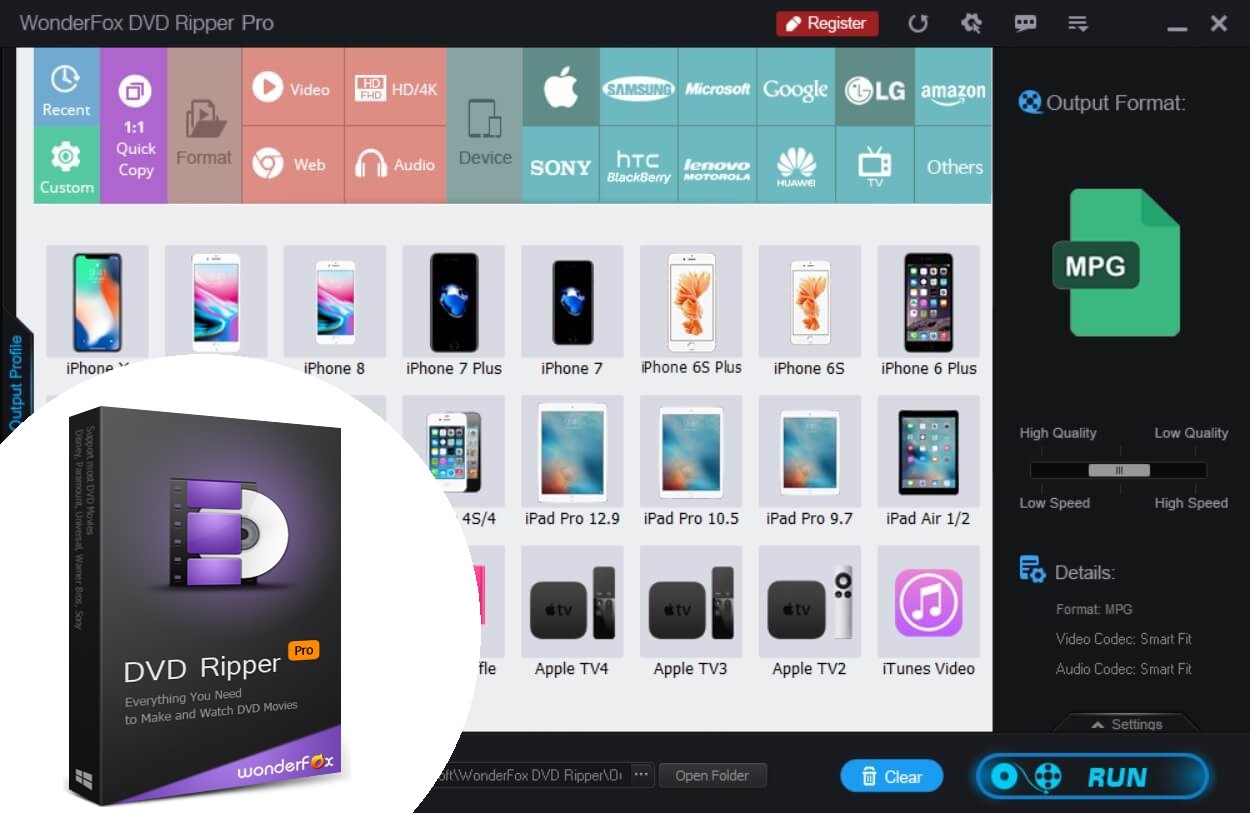 WonderFox DVD Ripper Pro
Register
Recent
Custom
1:1
Quick
Copy
Format
Video
HD
FHD
HD/4K
Web
Audio
Device
SAMSUNG
Microsoft
Google
LG
amazon
SONY
hTC
BlackBerry
lenovo
MOTOROLA
HUAWEI
TV
Others
Output Profile
iPhone 8
iPhone 7 Plus
iPhone 7
iPhone 6S Plus
iPhone 6S
iPhone 6 Plus
4S/4
iPad Pro 12.9
iPad Pro 10.5
iPad Pro 9.7
iPad Air 1/2
tv
tv
tv
Apple TV4
Apple TV3
Apple TV2
iTunes Video
Output Format:
MPG
High Quality
Low Quality
Low Speed
High Speed
Details:
Format: MPG
Video Codec: Smart Fit
Audio Codec: Smart Fit
Settings
oft\WonderFox DVD Ripper\O
...
Open Folder
Clear
RUN
Support most DVD Movies
Disney, Paramount, Universal, Warner Bros, Sony
DVD Ripper Pro
Everything You Need
to Make and Watch DVD Movies
wonderFox